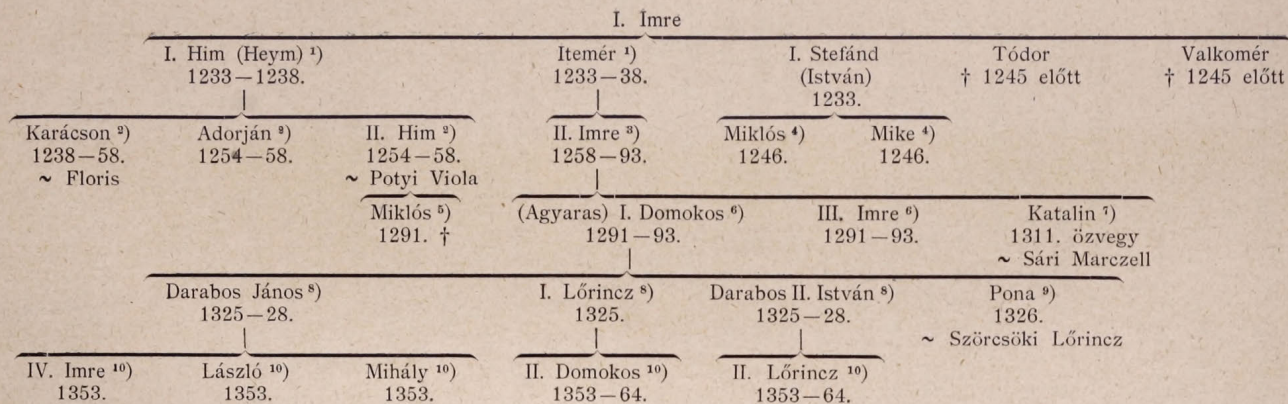 I. Imre
I. Him (Heym) ¹) Itemér ¹) I. Stefánd Tódor Valkomér
1233—1238. 1233—38. (István) † 1245 előtt † 1245 előtt
1233.
Karácson ²) Adorján ²) II. Him ²) II. Imre ³) Miklós ⁴) Mike ⁴)
1238—58. 1254—58. 1254—58. 1258—93. 1246. 1246.
~ Floris ~ Potyi Viola
Miklós ⁵) (Agyaras) I. Domokos ⁶) III. Imre ⁶) Katalin ⁷)
1291. † 1291—93. 1291—93. 1311. özvegy
~ Sári Marczell
Darabos János ⁸) I. Lőrincz ⁸) Darabos II. István ⁸) Pona ⁹)
1325—28. 1325. 1325—28. 1326.
~ Szörcsöki Lőrincz
IV. Imre ¹⁰) László ¹⁰) Mihály ¹⁰) II. Domokos ¹⁰) II. Lőrincz ¹⁰)
1353. 1353. 1353. 1353—64. 1353—64.